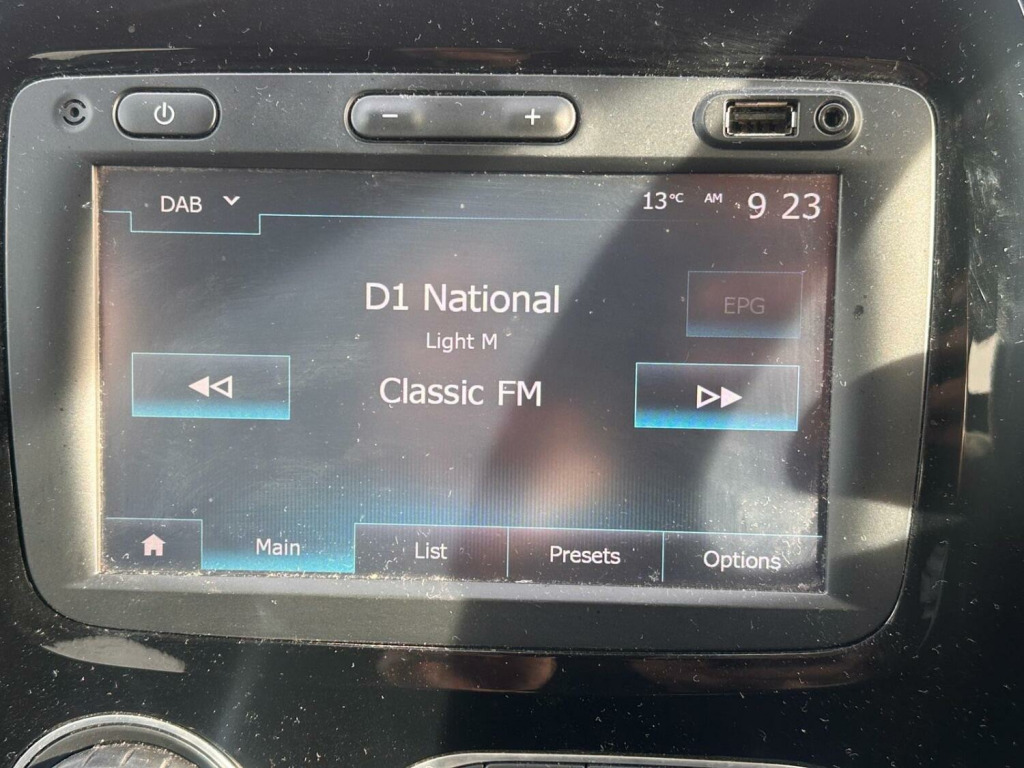 DAB
13°C AM 9 23
D1 National
EPG
Light M
Classic FM
Main
List
Presets
Options